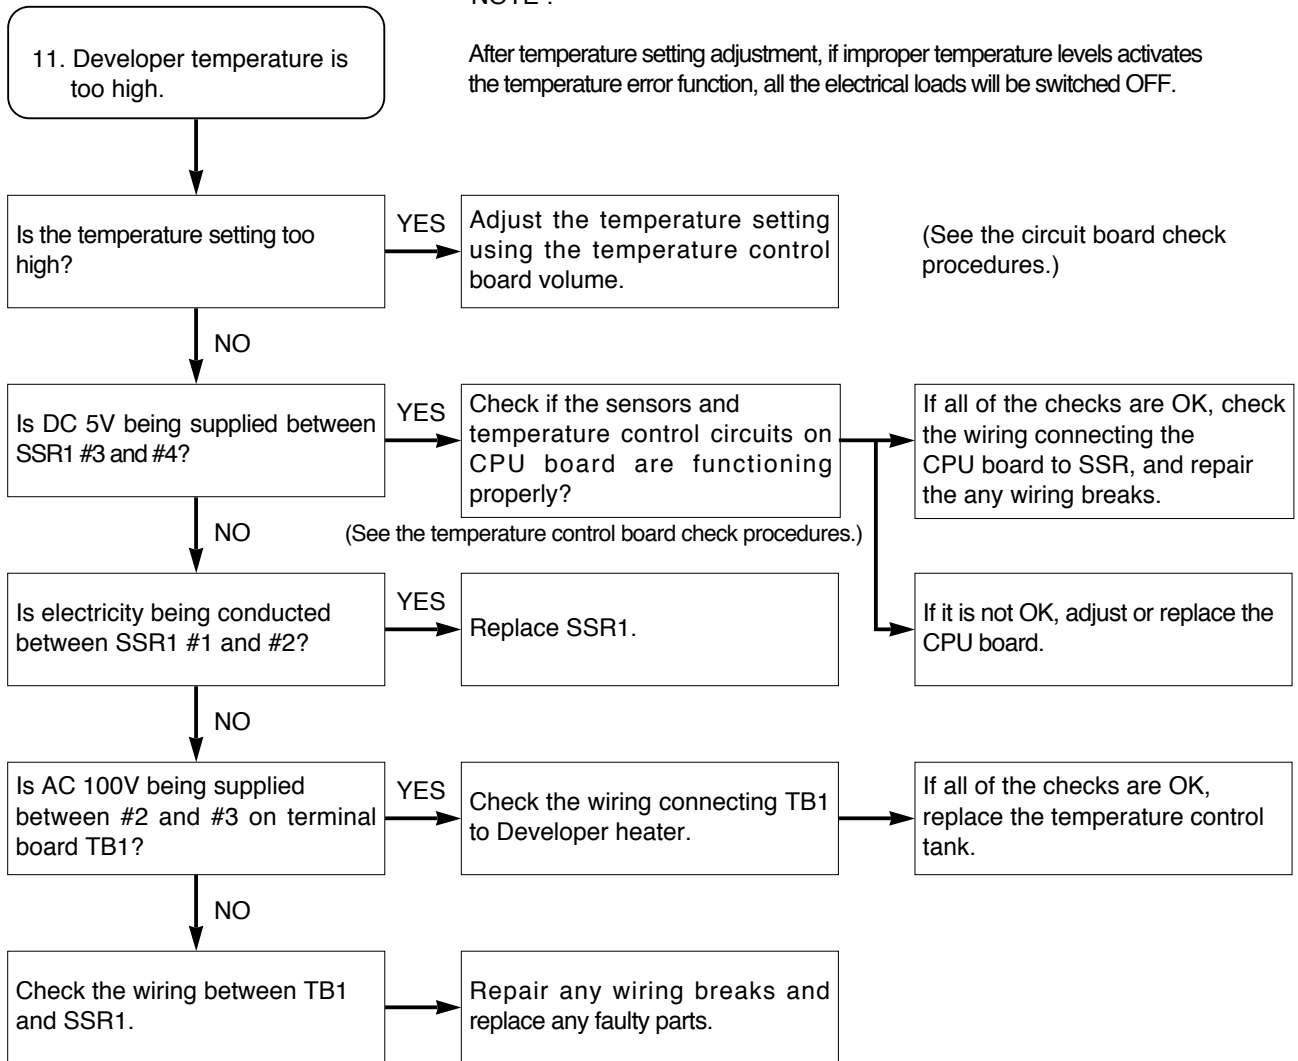 NOTE :
11. Developer temperature is
too high.
After temperature setting adjustment, if improper temperature levels activates
the temperature error function, all the electrical loads will be switched OFF.
Is the temperature setting too
high?
YES
Adjust the temperature setting
using the temperature control
board volume.
(See the circuit board check
procedures.)
NO
Is DC 5V being supplied between
SSR1 #3 and #4?
YES
Check if the sensors and
temperature control circuits on
CPU board are functioning
properly?
If all of the checks are OK, check
the wiring connecting the
CPU board to SSR, and repair
the any wiring breaks.
NO
(See the temperature control board check procedures.)
Is electricity being conducted
between SSR1 #1 and #2?
YES
Replace SSR1.
If it is not OK, adjust or replace the
CPU board.
NO
Is AC 100V being supplied
between #2 and #3 on terminal
board TB1?
YES
Check the wiring connecting TB1
to Developer heater.
If all of the checks are OK,
replace the temperature control
tank.
NO
Check the wiring between TB1
and SSR1.
Repair any wiring breaks and
replace any faulty parts.